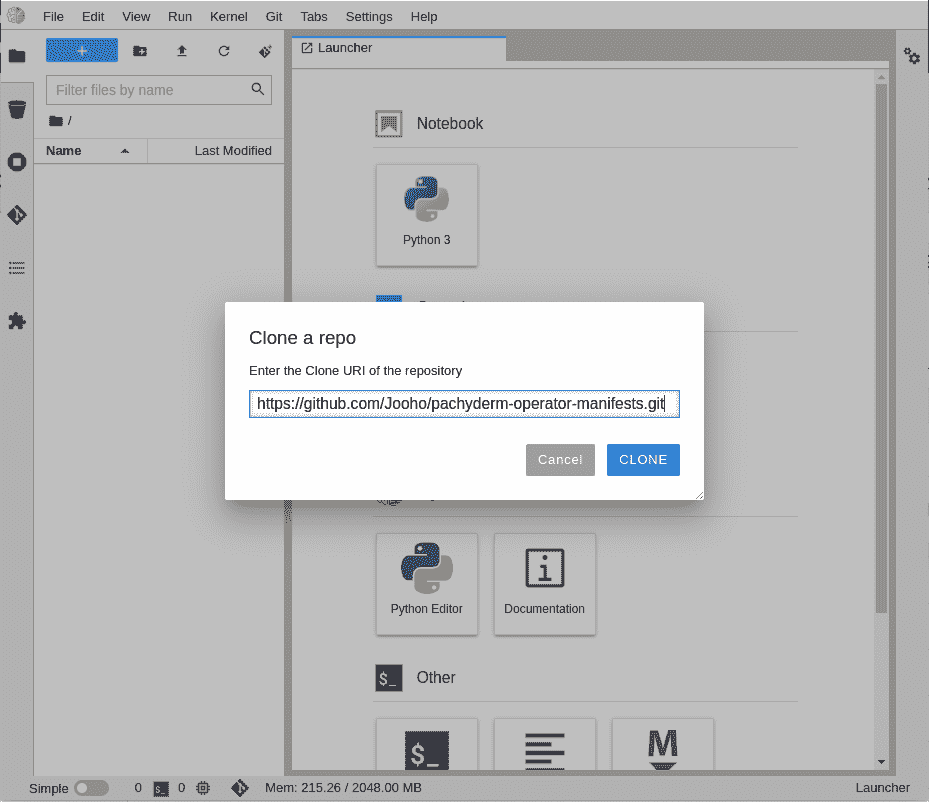 File Edit View Run Kernel Git Tabs Settings Help
+
Launcher
Filter files by name
/
Name Last Modified
Notebook
Python 3
Clone a repo
Enter the Clone URI of the repository
https://github.com/Jooho/pachyderm-operator-manifests.git
Cancel CLONE
Python Editor Documentation
$_ Other
$_
M
Simple 0 $_ 0 Mem: 215.26 / 2048.00 MB Launcher